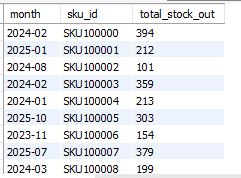 month sku_id total_stock_out
2024-02 SKU100000 394
2025-01 SKU100001 212
2024-08 SKU100002 101
2024-02 SKU100003 359
2024-01 SKU100004 213
2025-10 SKU100005 303
2023-11 SKU100006 154
2025-07 SKU100007 379
2024-03 SKU100008 199